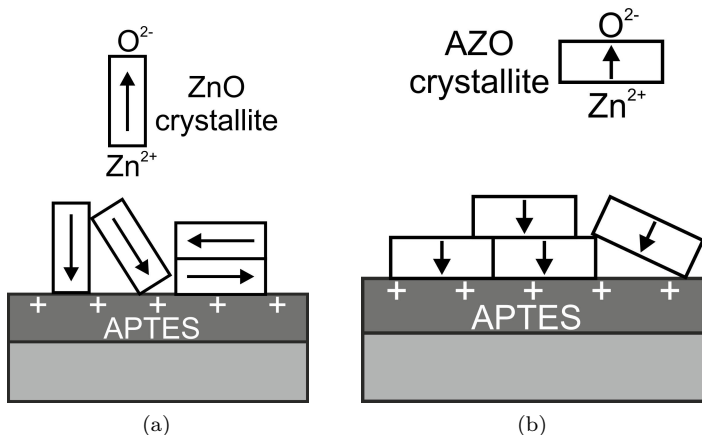 O²⁻
ZnO
crystallite
Zn²⁺
+ + + + +
APTES
(a)
O²⁻
AZO
crystallite
Zn²⁺
+ + + + +
APTES
(b)